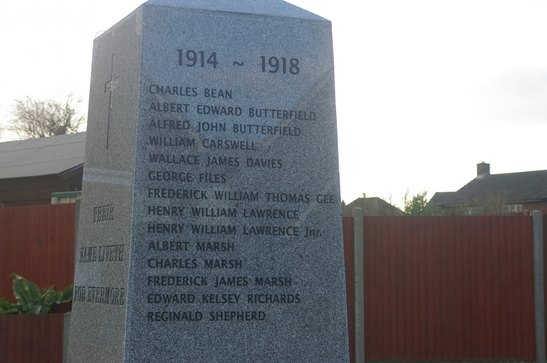 1914 ~ 1918
CHARLES BEAN
ALBERT EDWARD BUTTERFIELD
ALFRED JOHN BUTTERFIELD
WILLIAM CARSWELL
WALLACE JAMES DAVIES
GEORGE FILES
FREDERICK WILLIAM THOMAS GEE
HENRY WILLIAM LAWRENCE
HENRY WILLIAM LAWRENCE Jnr.
ALBERT MARSH
CHARLES MARSH
FREDERICK JAMES MARSH
EDWARD KELSEY RICHARDS
REGINALD SHEPHERD
THEIR
NAME LIVETH
FOR EVERMORE